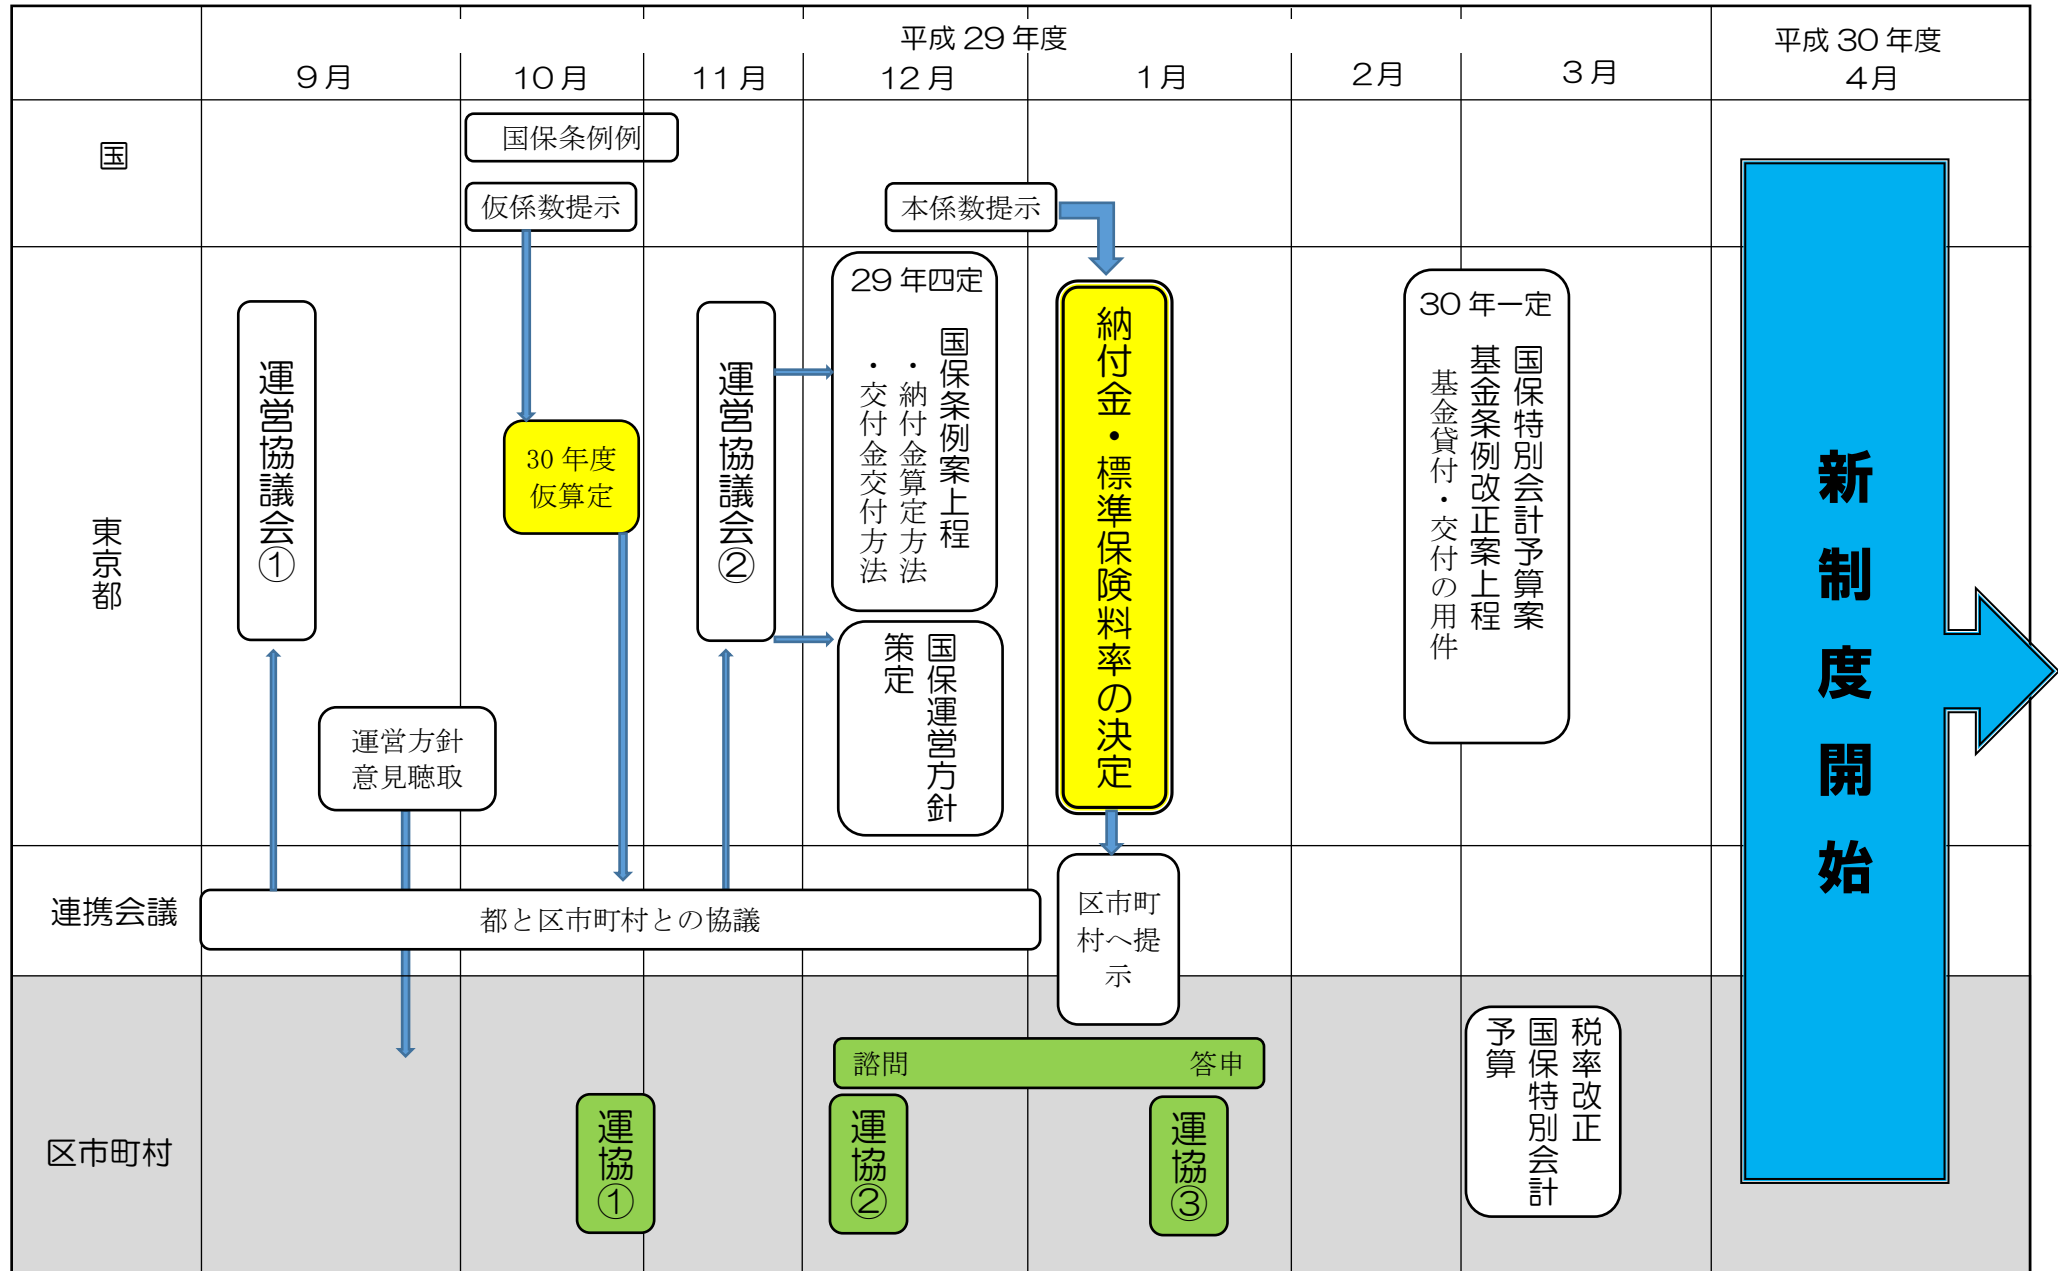 平成 29 年度
平成 30 年度
9月
10月
11月
12月
1月
2月
3月
4月
国
国保条例例
仮係数提示
本係数提示
東京都
運営協議会①
運営方針
意見聴取
30 年度
仮算定
運営協議会②
29 年四定
国保条例案上程
・納付金算定方法
・交付金交付方法
国保運営方針
策定
納付金・標準保険料率の決定
30 年一定
国保特別会計予算案
基金条例改正案上程
基金貸付・交付の用件
新制度開始
連携会議
都と区市町村との協議
区市町
村へ提
示
区市町村
諮問
答申
運協①
運協②
運協③
税率改正
国保特別会計
予算